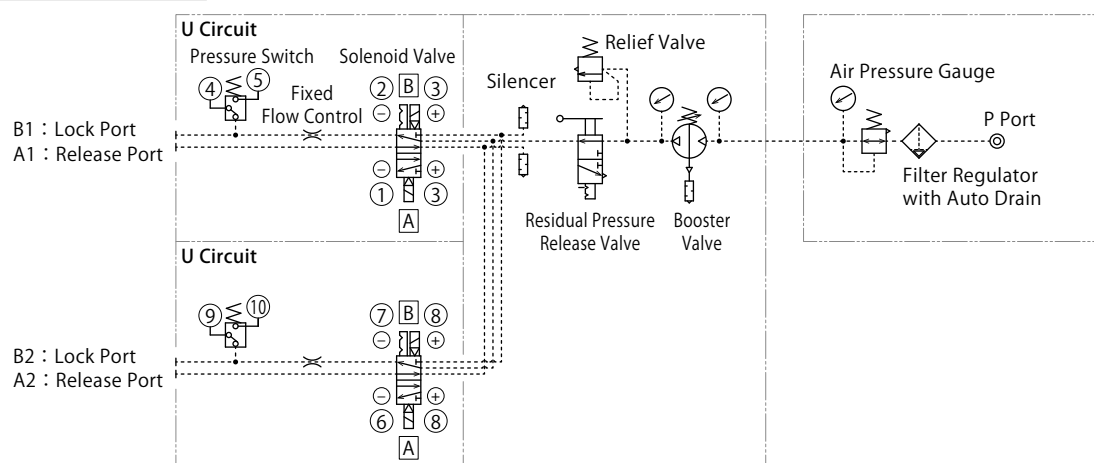 U Circuit
Pressure Switch
Solenoid Valve
④
⑤
Fixed
Flow Control
②
B
③
−
+
B1：Lock Port
A1：Release Port
−
+
①
③
A
Silencer
Relief Valve
Residual Pressure
Release Valve
Booster
Valve
Air Pressure Gauge
P Port
Filter Regulator
with Auto Drain
U Circuit
⑨
⑩
⑦
B
⑧
−
+
B2：Lock Port
A2：Release Port
−
+
⑥
⑧
A